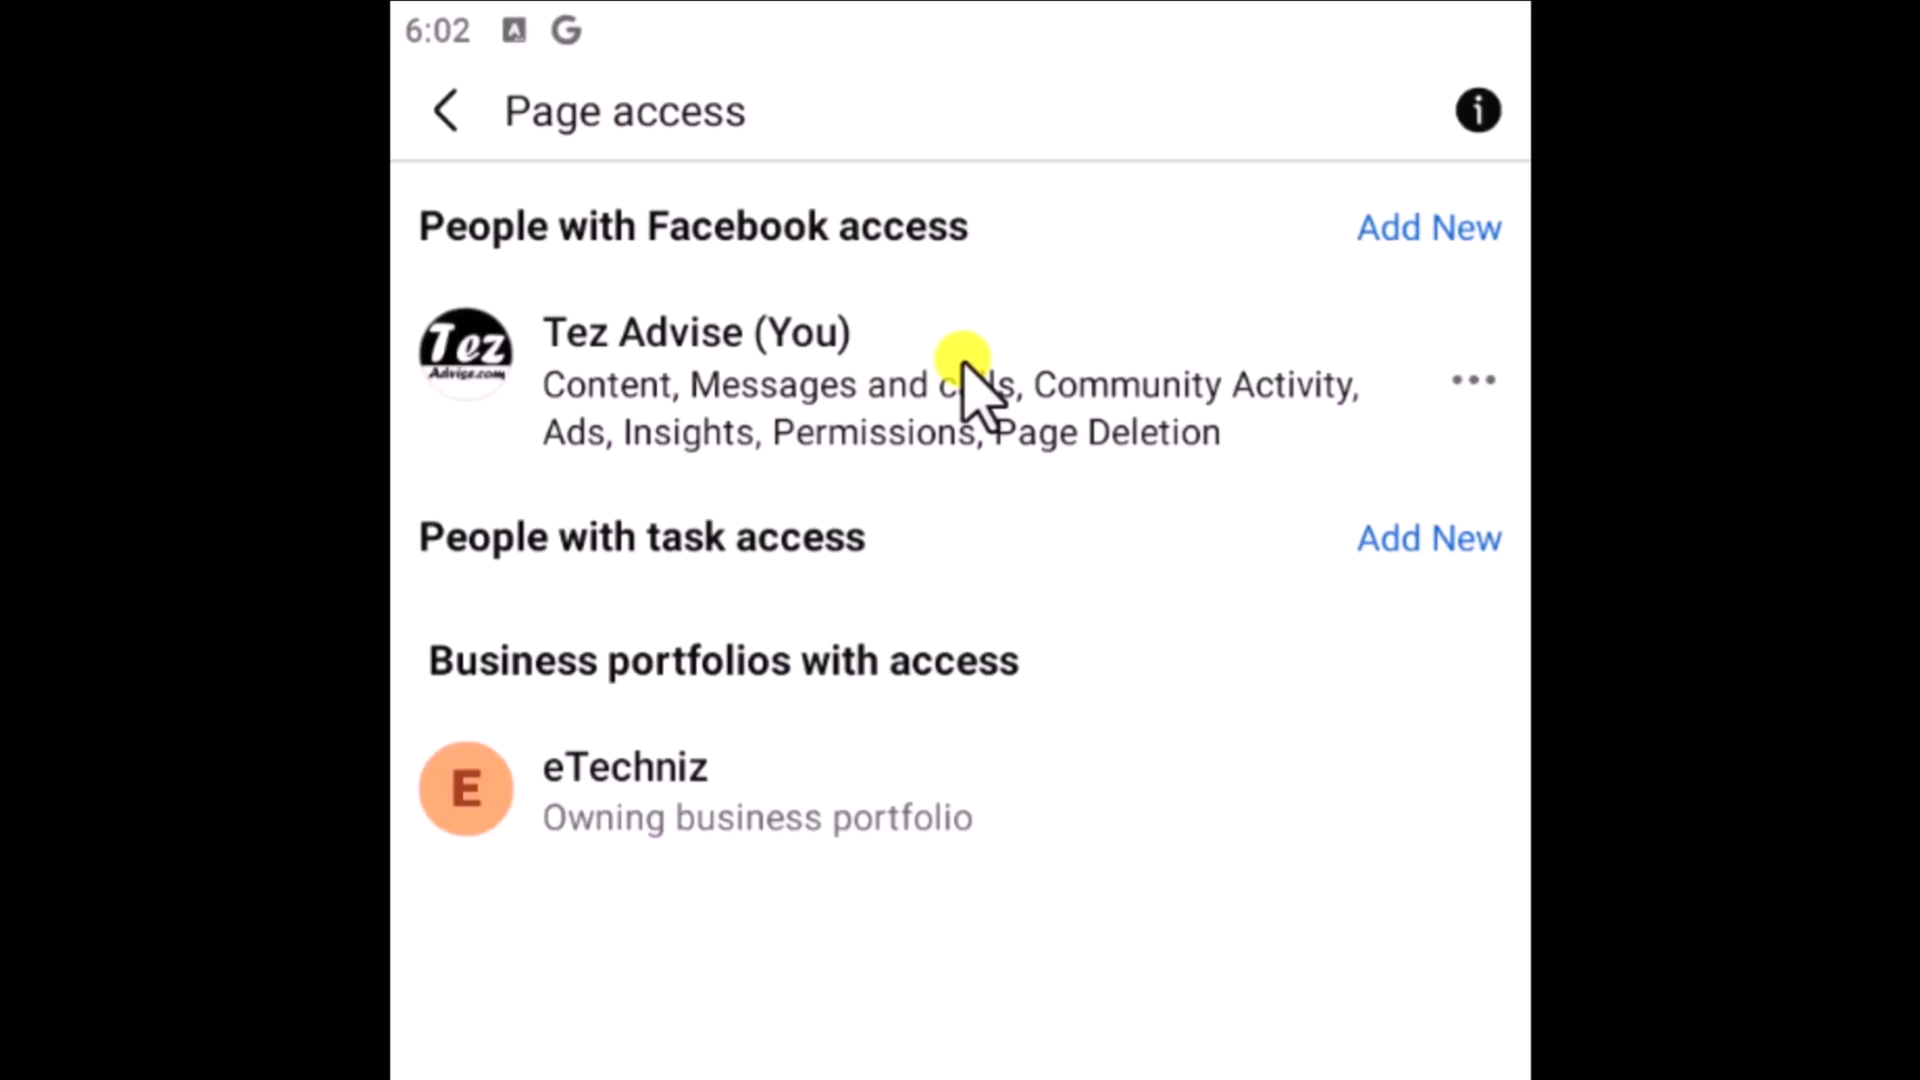 6:02
Page access
People with Facebook access
Add New
Tez
Advise.com
Tez Advise (You)
Content, Messages and calls, Community Activity,
Ads, Insights, Permissions, Page Deletion
People with task access
Add New
Business portfolios with access
E
eTechniz
Owning business portfolio